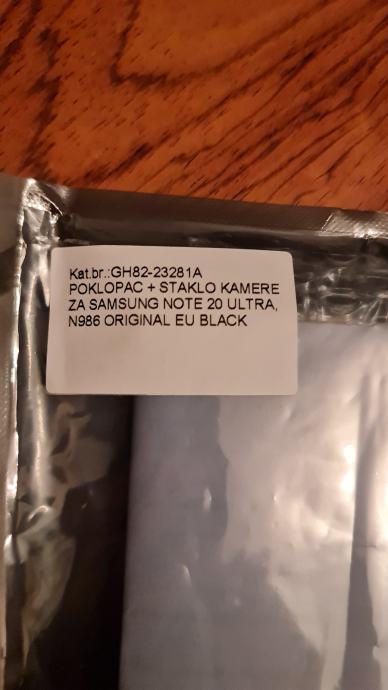 Kat.br.:GH82-23281A
POKLOPAC + STAKLO KAMERE
ZA SAMSUNG NOTE 20 ULTRA,
N986 ORIGINAL EU BLACK